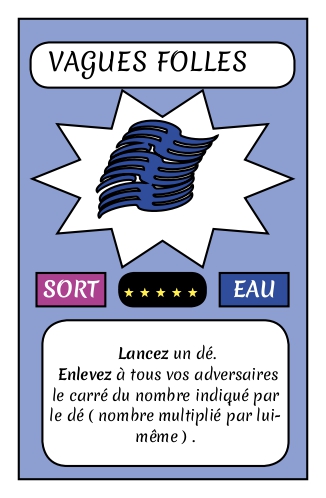 VAGUES FOLLES
SORT
EAU
Lancez un dé.
Enlevez à tous vos adversaires
le carré du nombre indiqué par
le dé ( nombre multiplié par lui-
même ) .